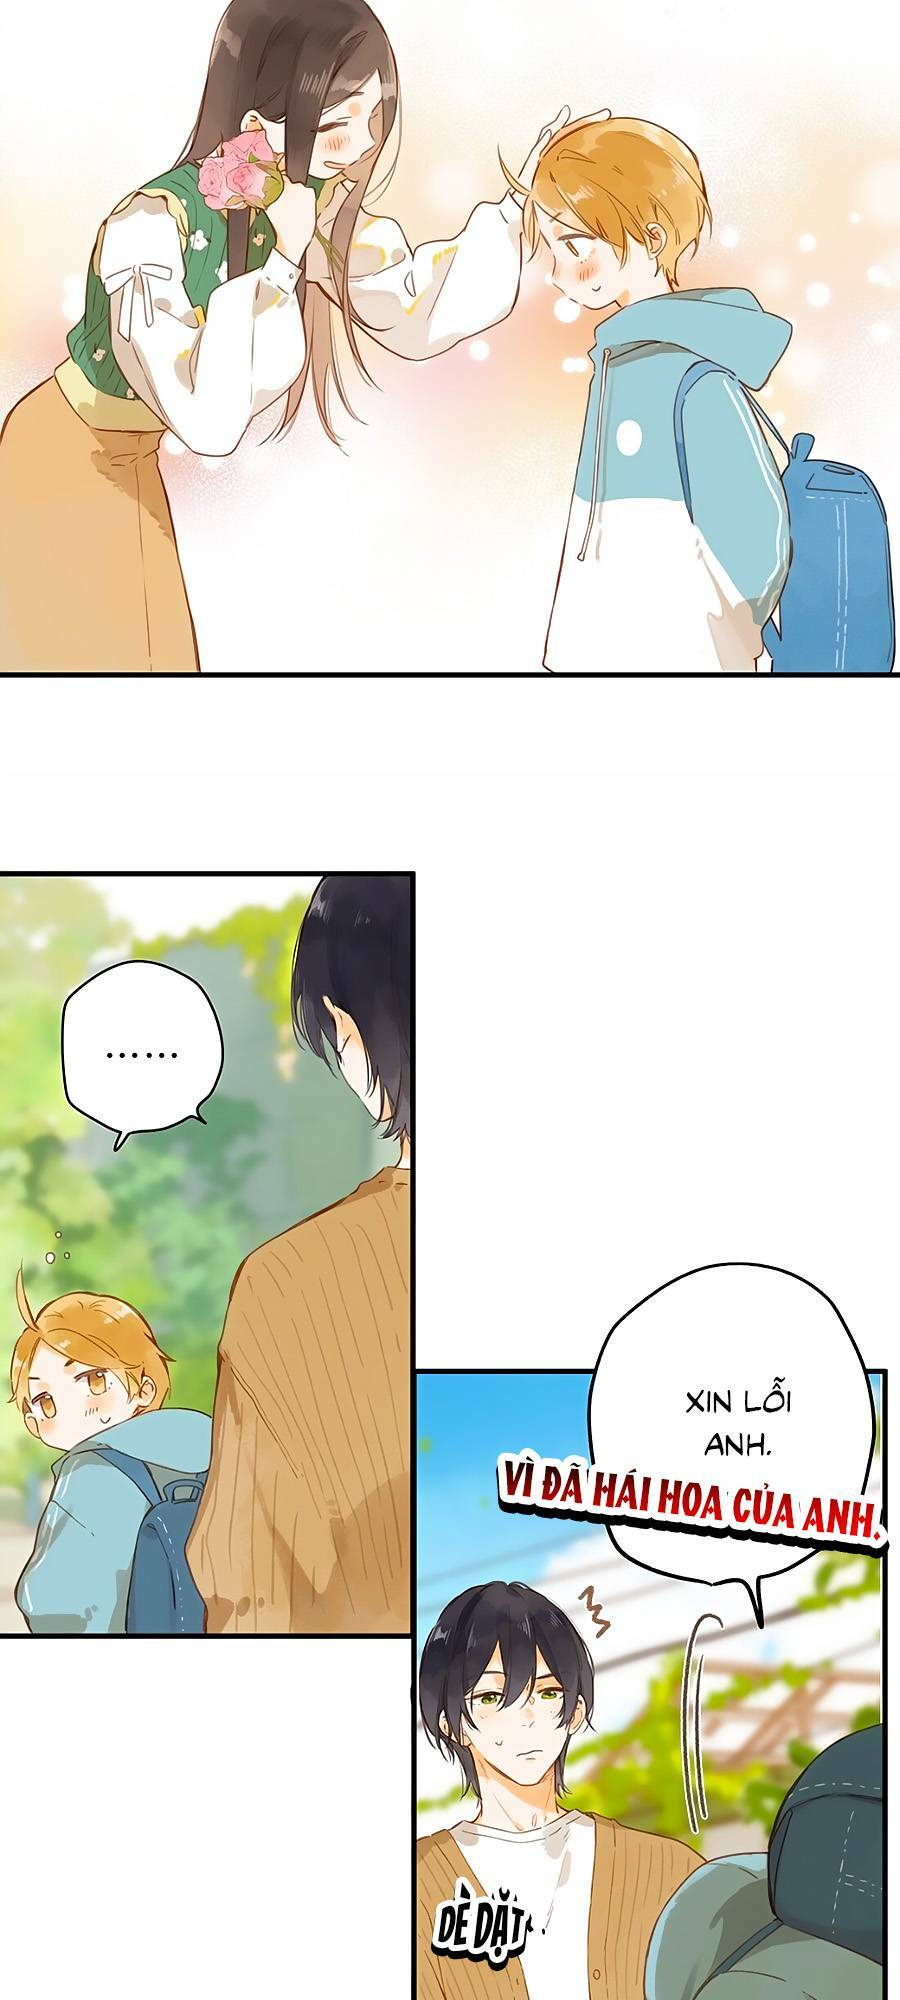 ......
XIN LỖI
ANH.
VÌ ĐÃ HÁI HOA CỦA ANH.
DÈ DẶT